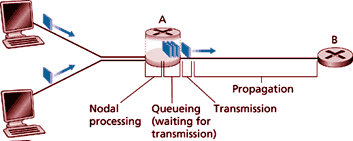 A
B
Propagation
Nodal
processing
Queueing
(waiting for
transmission)
Transmission